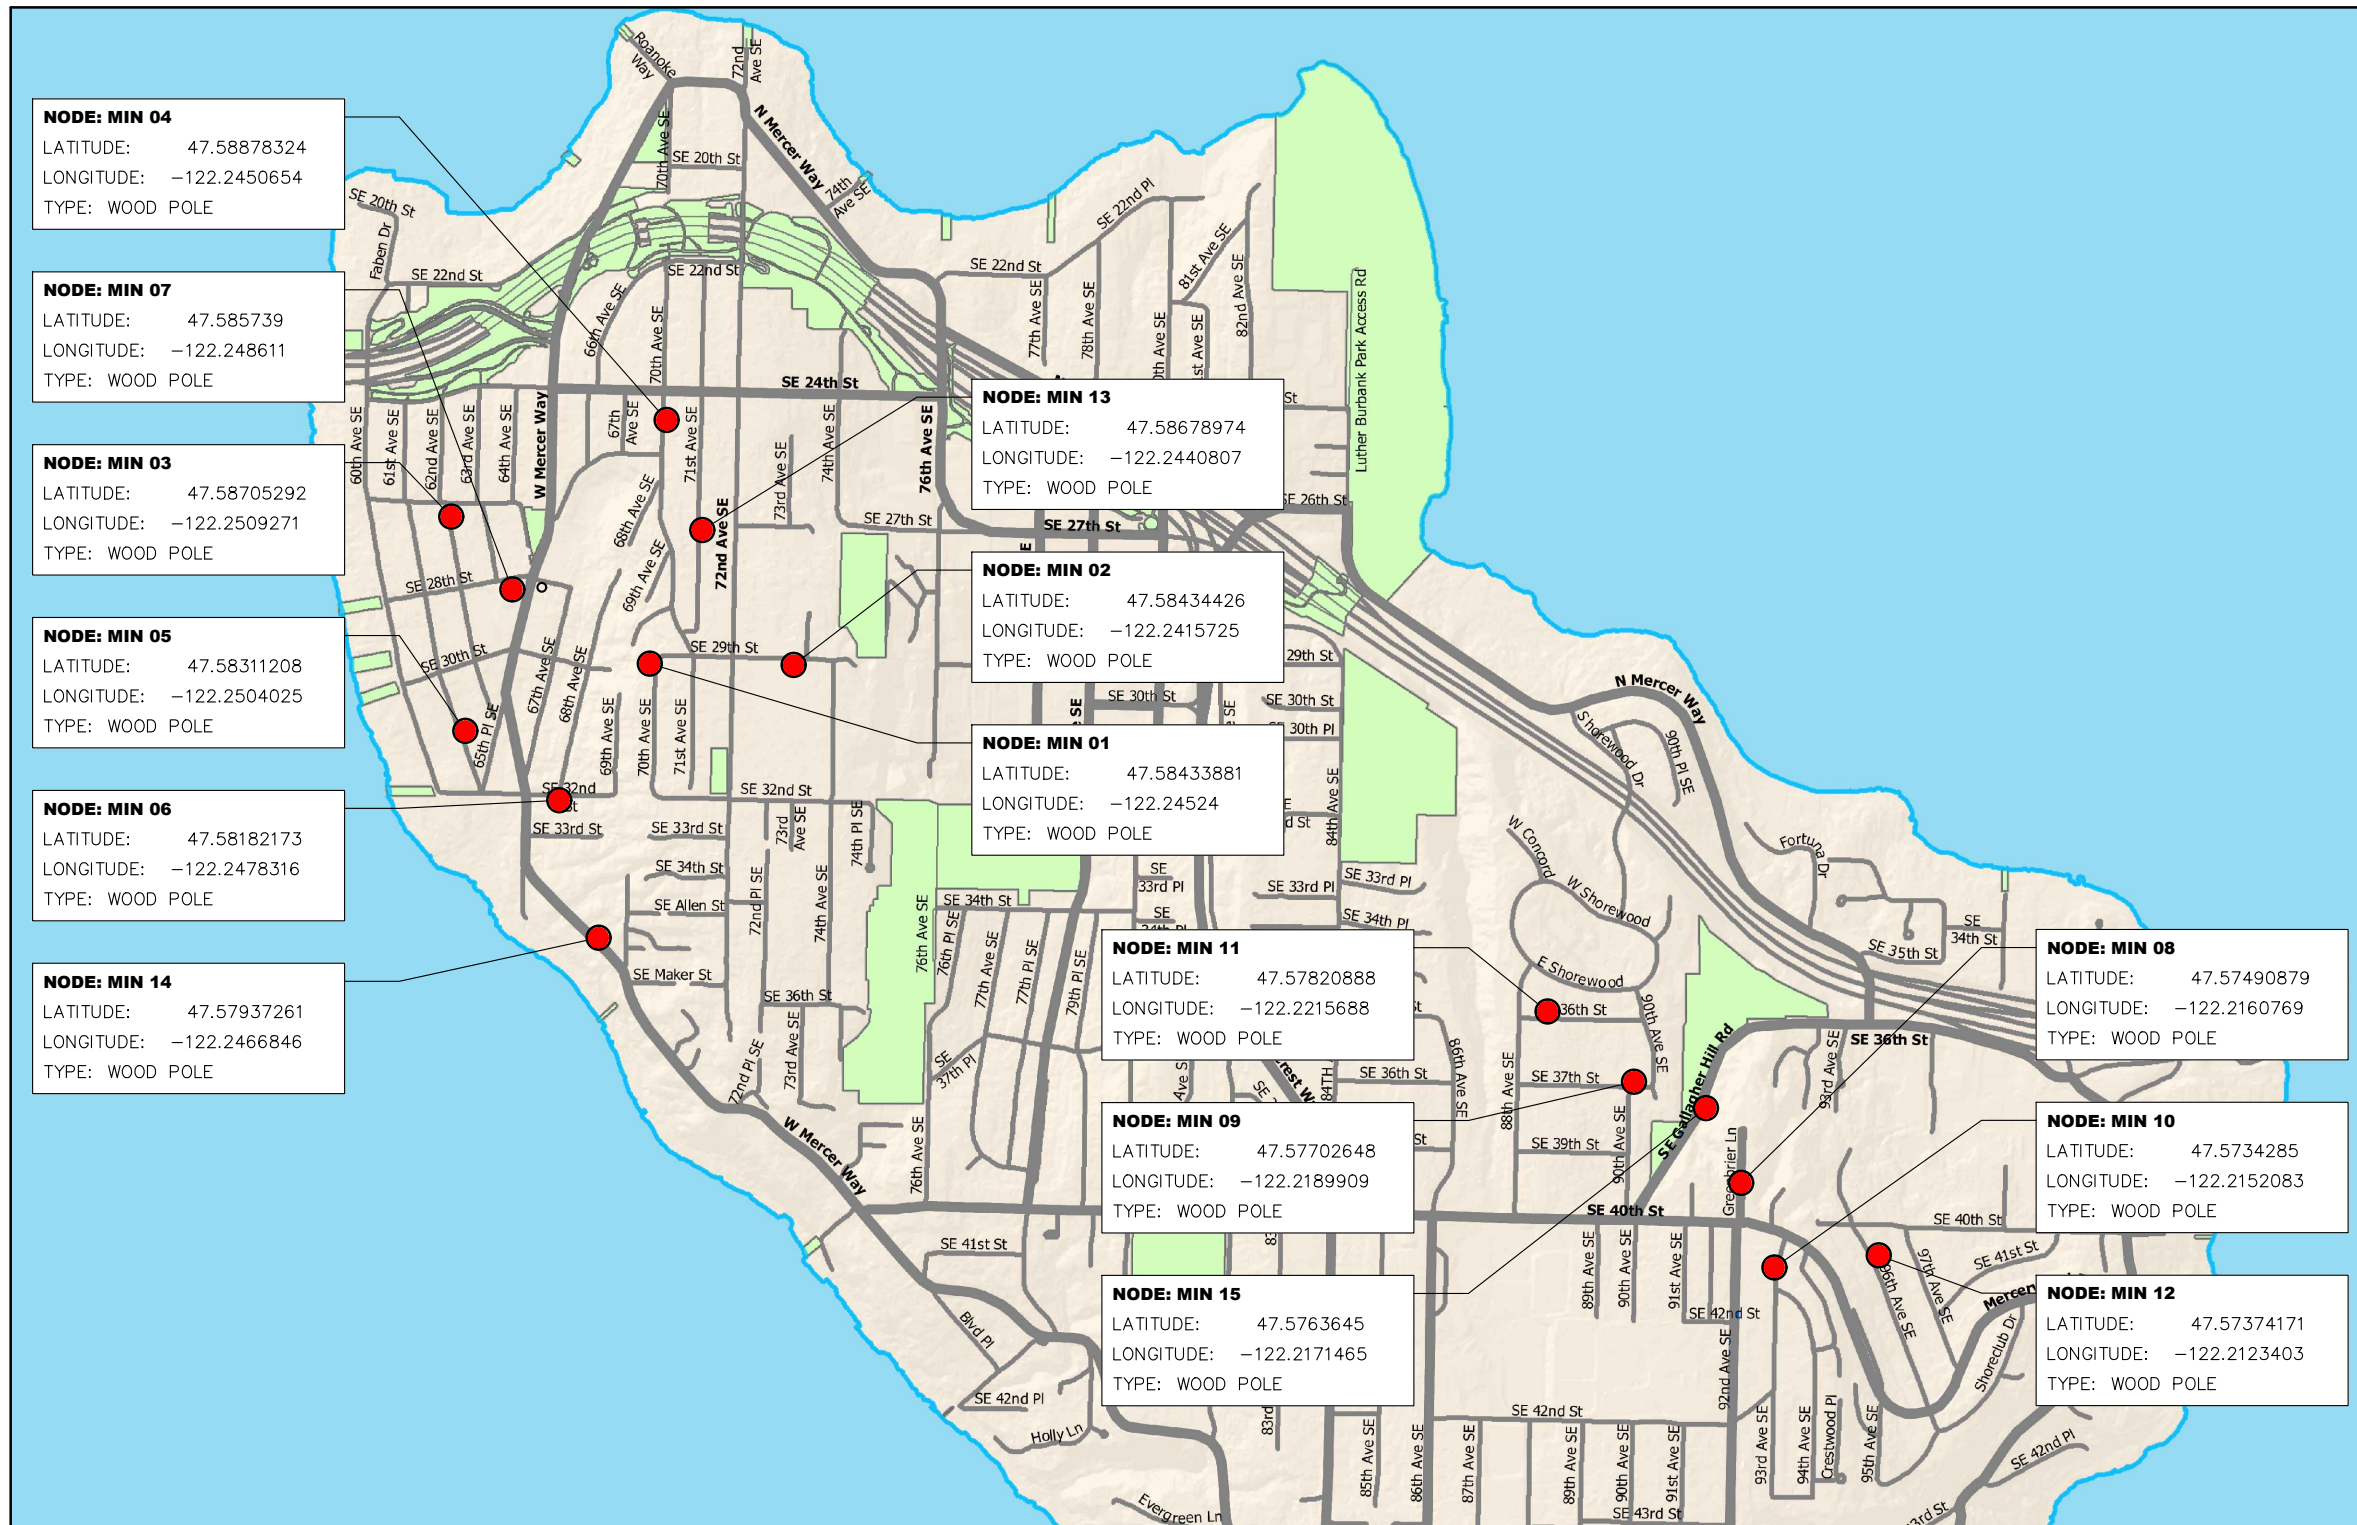 NODE: MIN 04
LATITUDE: 47.58878324
LONGITUDE: -122.2450654
TYPE: WOOD POLE
NODE: MIN 07
LATITUDE: 47.585739
LONGITUDE: -122.248611
TYPE: WOOD POLE
NODE: MIN 03
LATITUDE: 47.58705292
LONGITUDE: -122.2509271
TYPE: WOOD POLE
NODE: MIN 05
LATITUDE: 47.58311208
LONGITUDE: -122.2504025
TYPE: WOOD POLE
NODE: MIN 06
LATITUDE: 47.58182173
LONGITUDE: -122.2478316
TYPE: WOOD POLE
NODE: MIN 14
LATITUDE: 47.57937261
LONGITUDE: -122.2466846
TYPE: WOOD POLE
NODE: MIN 13
LATITUDE: 47.58678974
LONGITUDE: -122.2440807
TYPE: WOOD POLE
NODE: MIN 02
LATITUDE: 47.58434426
LONGITUDE: -122.2415725
TYPE: WOOD POLE
NODE: MIN 01
LATITUDE: 47.58433881
LONGITUDE: -122.24524
TYPE: WOOD POLE
NODE: MIN 11
LATITUDE: 47.57820888
LONGITUDE: -122.2215688
TYPE: WOOD POLE
NODE: MIN 09
LATITUDE: 47.57702648
LONGITUDE: -122.2189909
TYPE: WOOD POLE
NODE: MIN 15
LATITUDE: 47.5763645
LONGITUDE: -122.2171465
TYPE: WOOD POLE
NODE: MIN 08
LATITUDE: 47.57490879
LONGITUDE: -122.2160769
TYPE: WOOD POLE
NODE: MIN 10
LATITUDE: 47.5734285
LONGITUDE: -122.2152083
TYPE: WOOD POLE
NODE: MIN 12
LATITUDE: 47.57374171
LONGITUDE: -122.2123403
TYPE: WOOD POLE
Roanoke
Way
72nd
Ave SE
N Mercer Way
70th Ave SE
SE 20th St
74th
Ave SE
SE 20th St
Faben Dr
SE 22nd St
SE 22nd St
SE 22nd St
SE 22nd Pl
81st Ave SE
82nd Ave SE
77th Ave SE
78th Ave SE
Luther Burbank Park Access Rd
66th Ave SE
70th Ave SE
SE 24th St
60th Ave SE
61st Ave SE
62nd Ave SE
63rd Ave SE
64th Ave SE
W Mercer Way
67th
Ave SE
71st Ave SE
73rd Ave SE
74th Ave SE
76th Ave SE
68th Ave SE
69th Ave SE
72nd Ave SE
SE 27th St
SE 27th St
SE 26th St
SE 28th St
SE 30th St
65th Pl SE
67th Ave SE
68th Ave SE
SE 29th St
29th St
SE 30th St
SE 30th St
30th Pl
69th Ave SE
70th Ave SE
71st Ave SE
SE 32nd
St
SE 32nd St
SE 33rd St
SE 33rd St
73rd
Ave SE
74th Pl SE
84th Ave SE
SE 34th St
SE Allen St
72nd Pl SE
74th Ave SE
SE Maker St
SE 36th St
76th Ave SE
SE 34th St
76th Pl SE
77th Ave SE
77th Pl SE
79th Pl SE
SE
33rd Pl
SE
SE 33rd Pl
SE 33rd Pl
SE 34th Pl
N Mercer Way
Shorewood Dr
90th Pl SE
W Concord
W Shorewood
E Shorewood
Fortuna Dr
SE 35th St
SE
34th St
36th St
90th Ave SE
SE Gallagher Hill Rd
SE 36th St
93rd Ave SE
86th Ave SE
88th Ave SE
SE 36th St
SE 37th St
SE 39th St
90th Ave SE
Greenbrier Ln
84TH
72nd Pl SE
73rd Ave SE
SE
37th Pl
76th Ave SE
W Mercer Way
SE 40th St
SE 40th St
SE 41st St
SE 41st St
89th Ave SE
90th Ave SE
91st Ave SE
SE 42nd St
96th Ave SE
97th Ave SE
Shoreclub Dr
Blvd Pl
SE 42nd Pl
Holly Ln
Evergreen Ln
83rd
85th Ave SE
86th Ave SE
87th Ave SE
SE 42nd St
89th Ave SE
90th Ave SE
91st Ave SE
92nd Ave SE
93rd Ave SE
94th Ave SE
Crestwood Pl
95th Ave SE
SE 42nd Pl
SE 43rd St